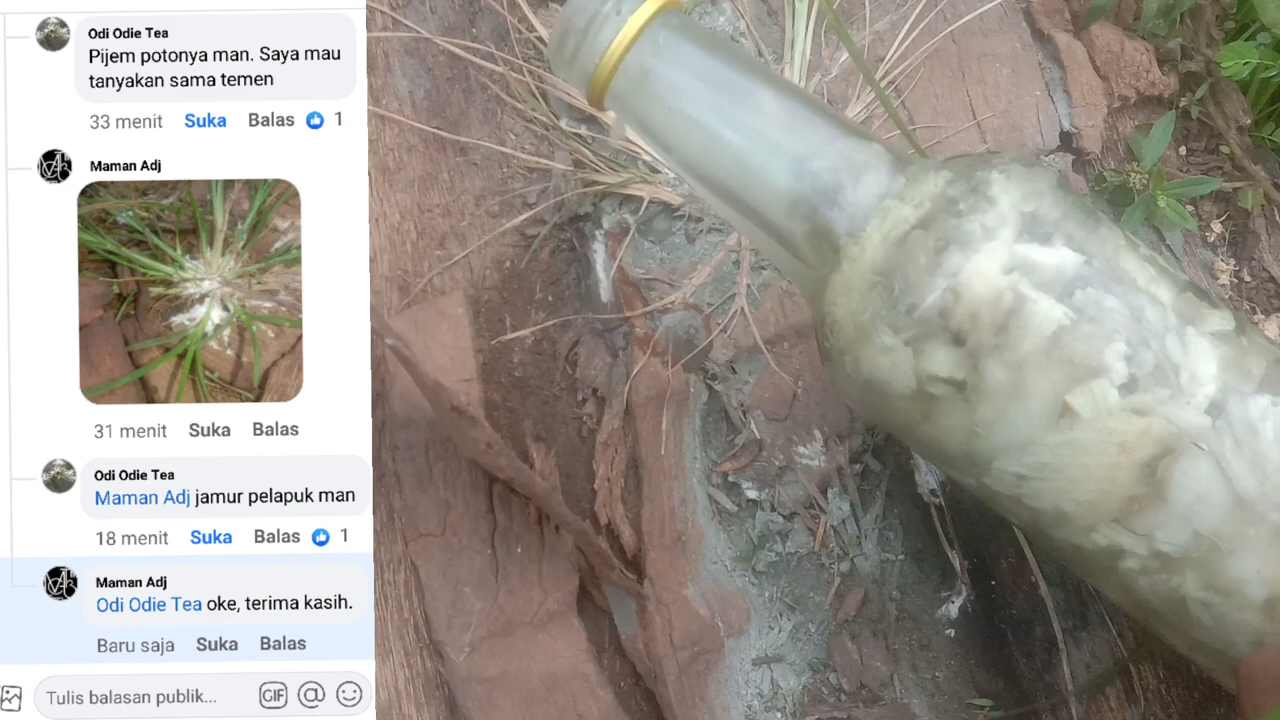 Odi Odie Tea
Pijem potonya man. Saya mau
tanyakan sama temen
33 menit Suka Balas 1
Maman Adj
31 menit Suka Balas
Odi Odie Tea
Maman Adj jamur pelapuk man
18 menit Suka Balas 1
Maman Adj
Odi Odie Tea oke, terima kasih.
Baru saja Suka Balas
Tulis balasan publik... GIF @